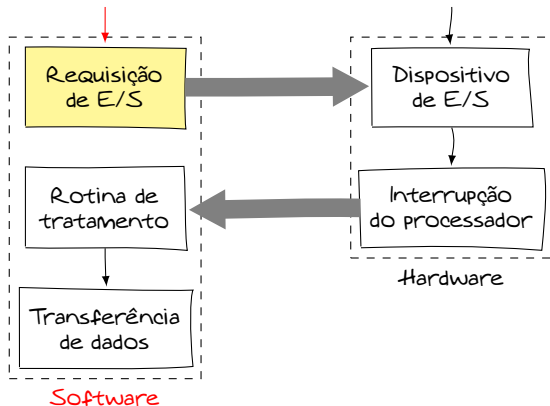 Requisição
de E/S
Dispositivo
de E/S
Rotina de
tratamento
Interrupção
do processador
Hardware
Transferência
de dados
Software